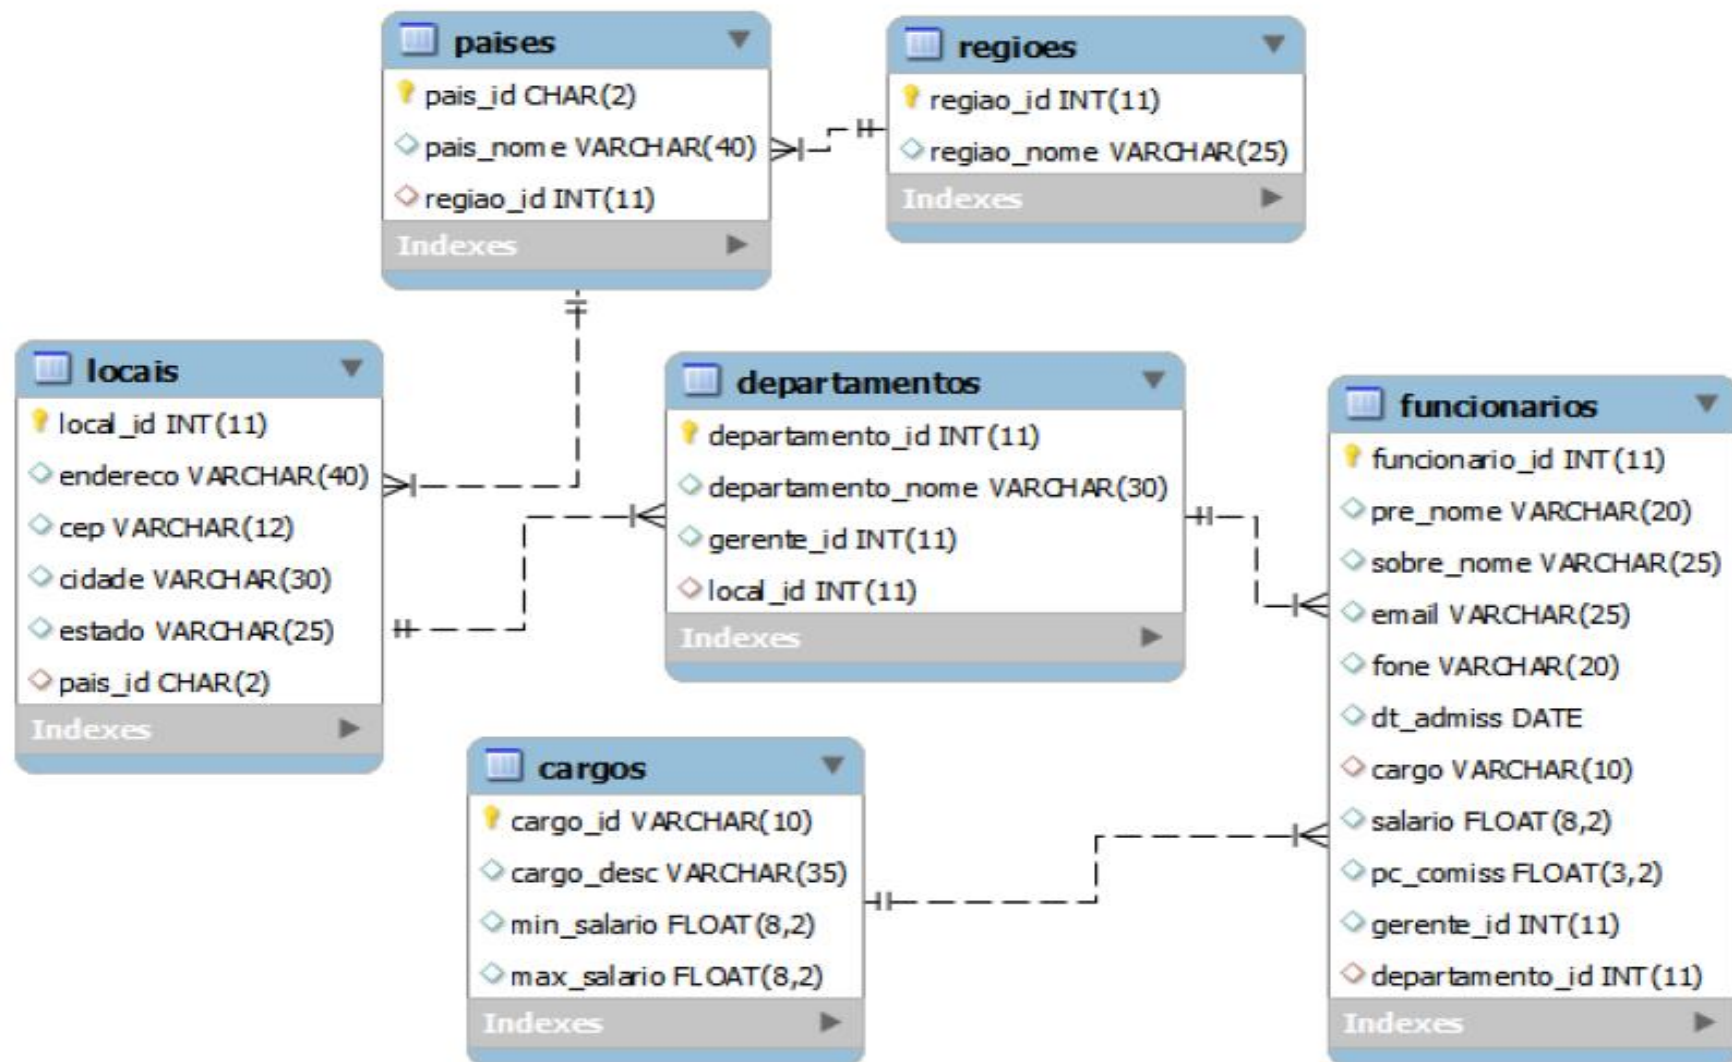 paises
pais_id CHAR(2)
pais_nome VARCHAR(40)
regiao_id INT(11)
Indexes
regioes
regiao_id INT(11)
regiao_nome VARCHAR(25)
Indexes
locais
local_id INT(11)
endereco VARCHAR(40)
cep VARCHAR(12)
cidade VARCHAR(30)
estado VARCHAR(25)
pais_id CHAR(2)
Indexes
departamentos
departamento_id INT(11)
departamento_nome VARCHAR(30)
gerente_id INT(11)
local_id INT(11)
Indexes
funcionarios
funcionario_id INT(11)
pre_nome VARCHAR(20)
sobre_nome VARCHAR(25)
email VARCHAR(25)
fone VARCHAR(20)
dt_admiss DATE
cargo VARCHAR(10)
salario FLOAT(8,2)
pc_comiss FLOAT(3,2)
gerente_id INT(11)
departamento_id INT(11)
Indexes
cargos
cargo_id VARCHAR(10)
cargo_desc VARCHAR(35)
min_salario FLOAT(8,2)
max_salario FLOAT(8,2)
Indexes